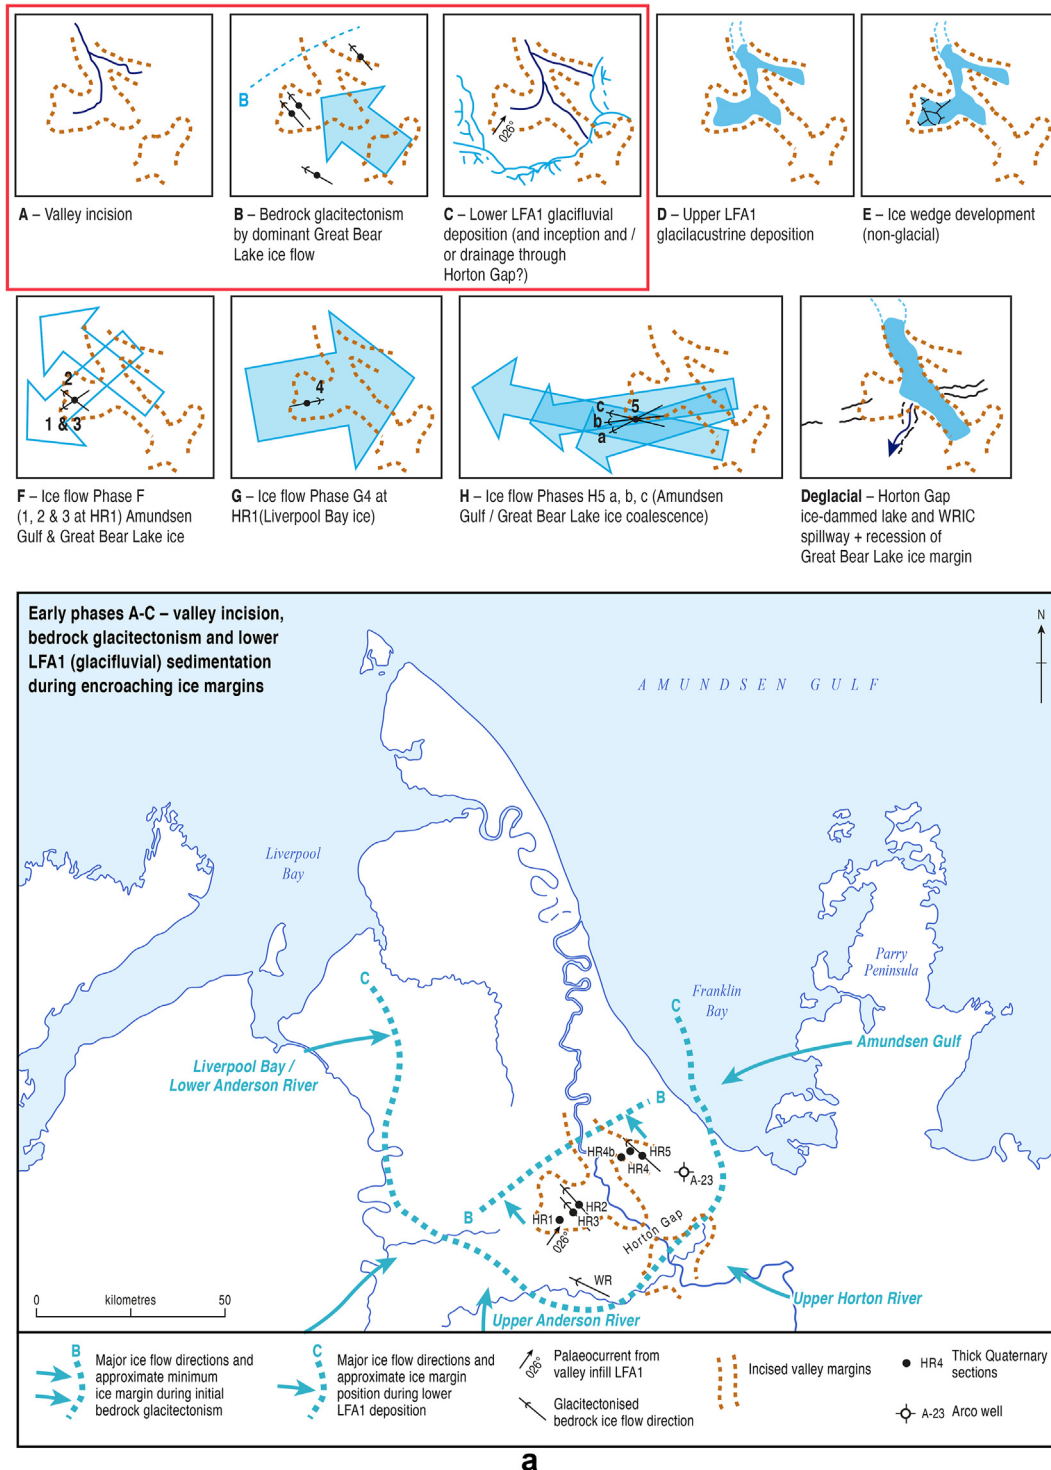 B
026°
A – Valley incision
B – Bedrock glacitectonism
by dominant Great Bear
Lake ice flow
C – Lower LFA1 glacifluvial
deposition (and inception and /
or drainage through
Horton Gap?)
D – Upper LFA1
glacilacustrine deposition
E – Ice wedge development
(non-glacial)
2
1 & 3
4
5
c
b
a
F – Ice flow Phase F
(1, 2 & 3 at HR1) Amundsen
Gulf & Great Bear Lake ice
G – Ice flow Phase G4 at
HR1(Liverpool Bay ice)
H – Ice flow Phases H5 a, b, c (Amundsen
Gulf / Great Bear Lake ice coalescence)
Deglacial – Horton Gap
ice-dammed lake and WRIC
spillway + recession of
Great Bear Lake ice margin
Early phases A-C – valley incision,
bedrock glacitectonism and lower
LFA1 (glacifluvial) sedimentation
during encroaching ice margins
N
AMUNDSEN GULF
Liverpool
Bay
Parry
Peninsula
C
Franklin
Bay
C
Amundsen Gulf
Liverpool Bay /
Lower Anderson River
B
HR4b
HR5
HR4
A-23
HR2
B
HR1
HR3
026°
Horton Gap
WR
0 kilometres 50
Upper Horton River
Upper Anderson River
B
Major ice flow directions and
approximate minimum
ice margin during initial
bedrock glacitectonism
C
Major ice flow directions and
approximate ice margin
position during lower
LFA1 deposition
026°
Palaeocurrent from
valley infill LFA1
Glacitectonised
bedrock ice flow direction
Incised valley margins
HR4 Thick Quaternary
sections
A-23 Arco well
a